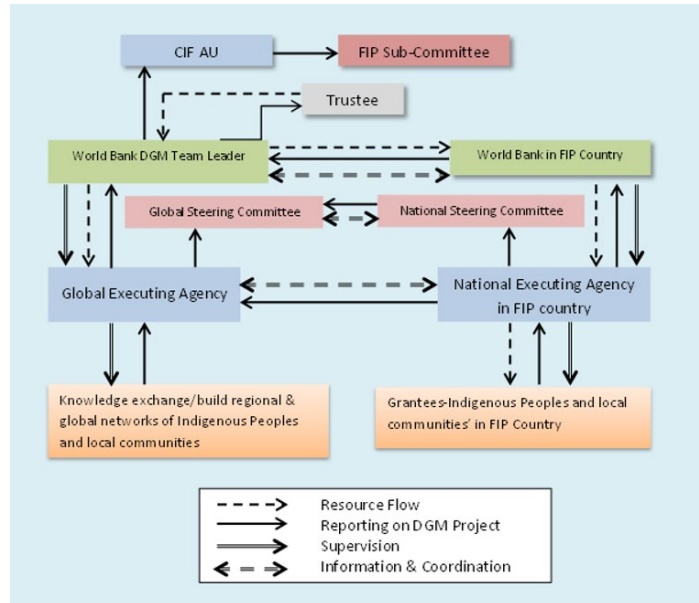 CIF AU
FIP Sub-Committee
Trustee
World Bank DGM Team Leader
World Bank in FIP Country
Global Steering Committee
National Steering Committee
Global Executing Agency
National Executing Agency
in FIP country
Knowledge exchange/build regional &
global networks of Indigenous Peoples
and local communities
Grantees-Indigenous Peoples and local
communities' in FIP Country
Resource Flow
Reporting on DGM Project
Supervision
Information & Coordination